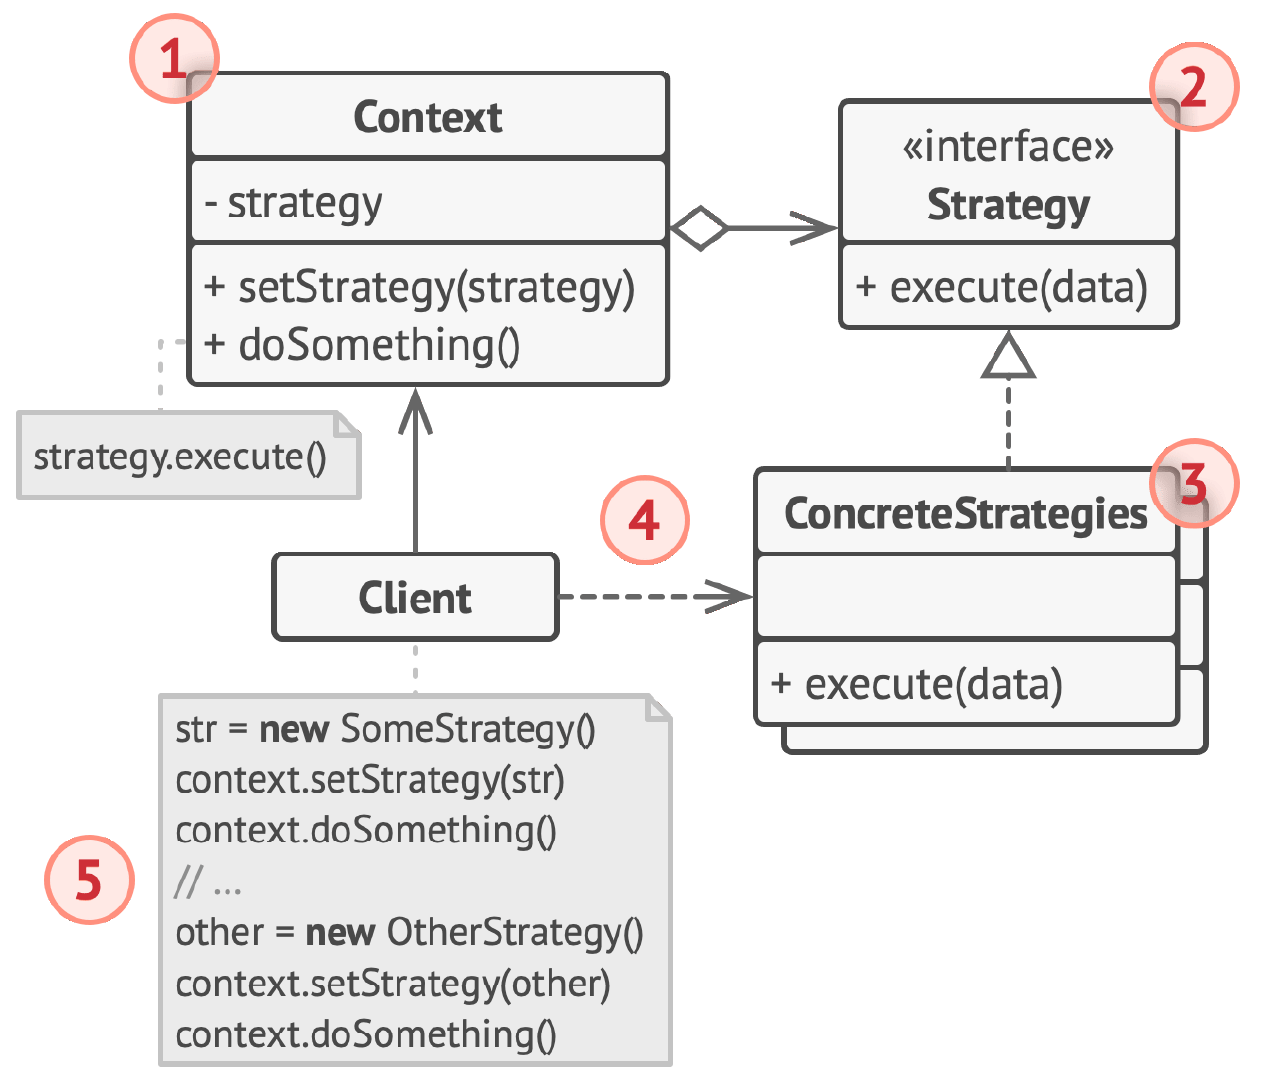 1
Context
- strategy
+ setStrategy(strategy)
+ doSomething()
2
«interface»
Strategy
+ execute(data)
strategy.execute()
3
ConcreteStrategies
+ execute(data)
4
Client
5
str = new SomeStrategy()
context.setStrategy(str)
context.doSomething()
// ...
other = new OtherStrategy()
context.setStrategy(other)
context.doSomething()